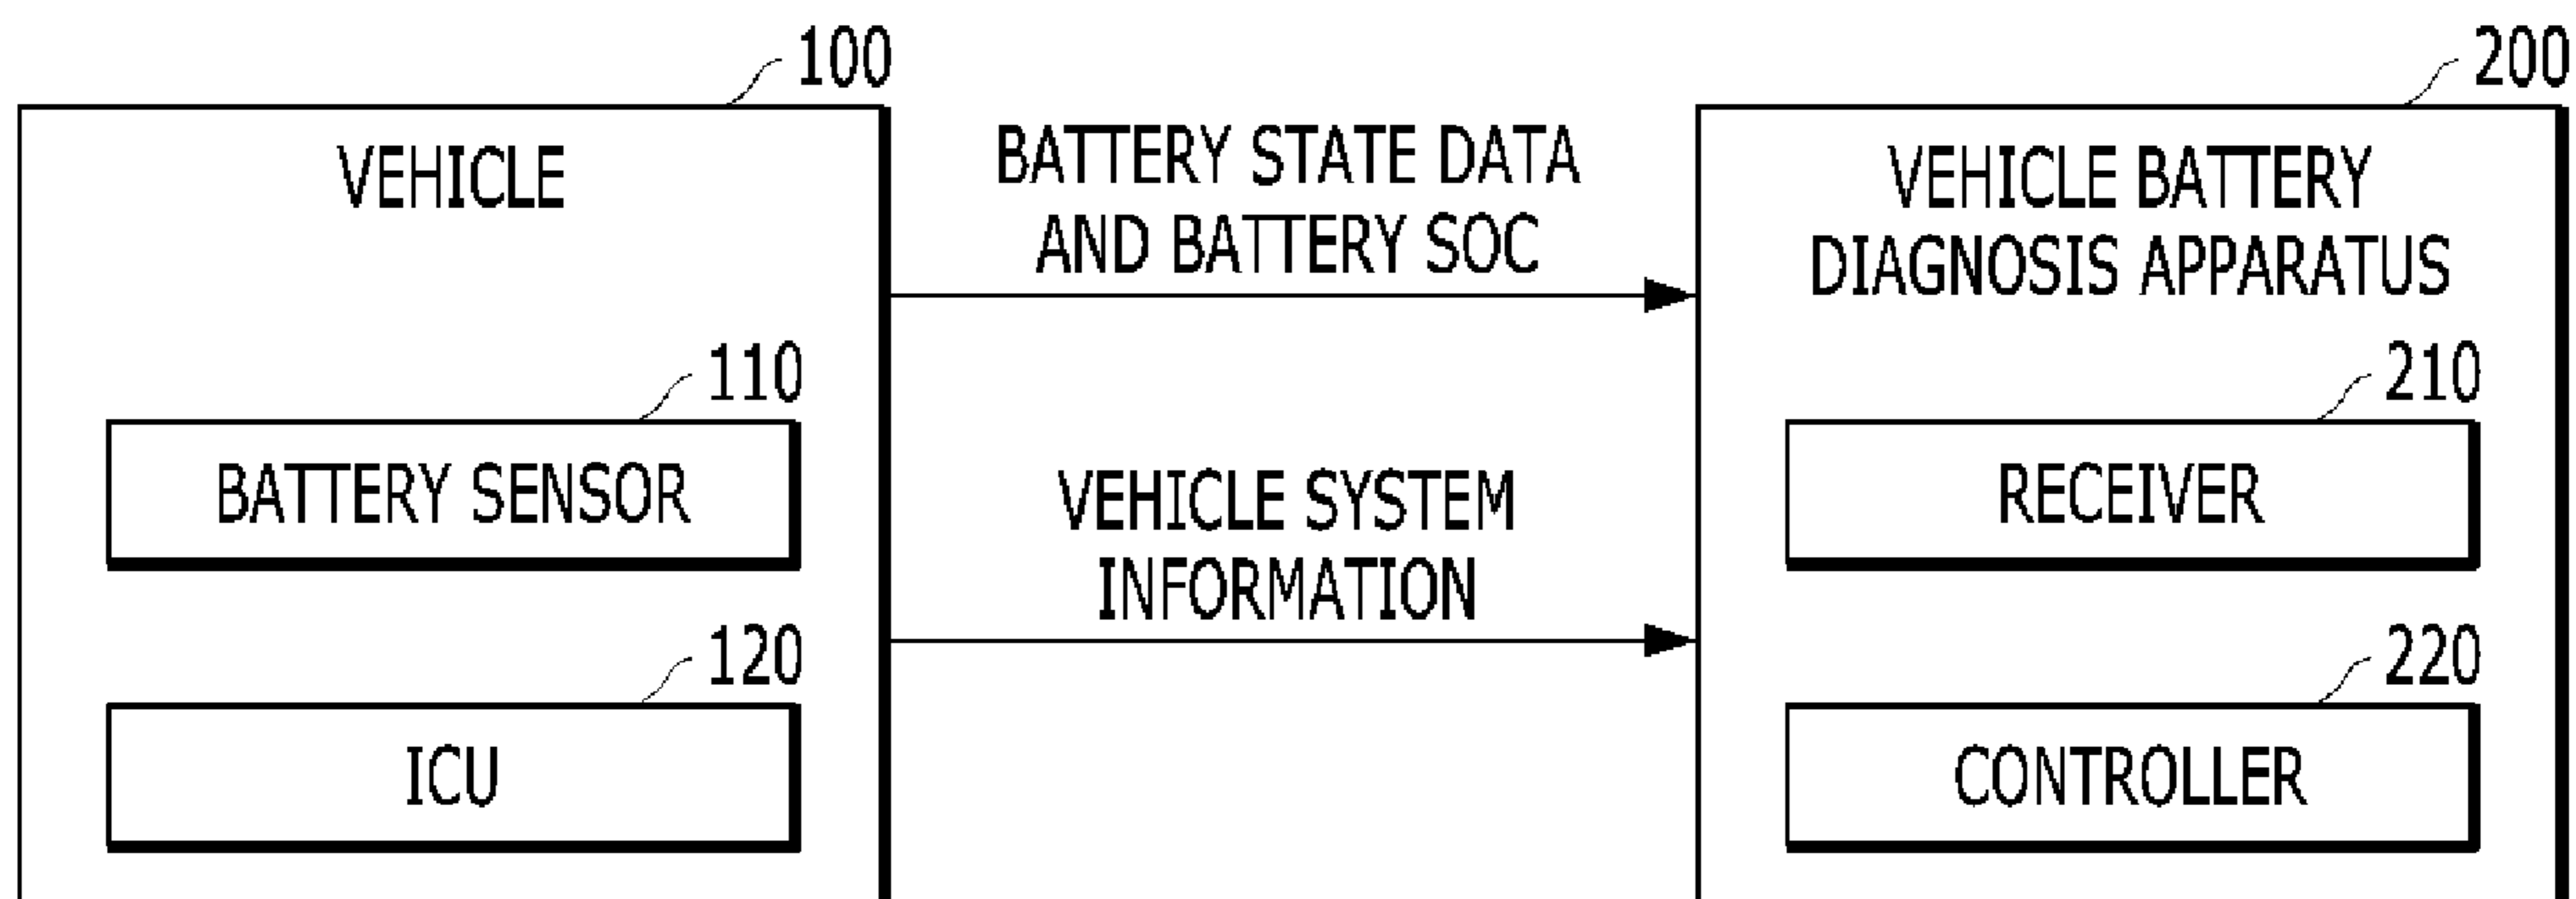 100
VEHICLE
110
BATTERY SENSOR
120
ICU
BATTERY STATE DATA
AND BATTERY SOC
VEHICLE SYSTEM
INFORMATION
200
VEHICLE BATTERY
DIAGNOSIS APPARATUS
210
RECEIVER
220
CONTROLLER